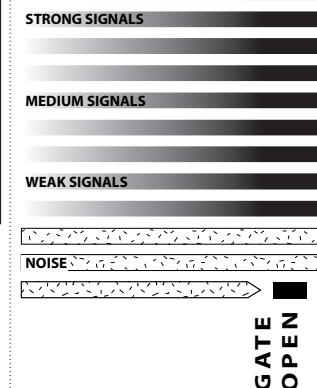 STRONG SIGNALS
MEDIUM SIGNALS
WEAK SIGNALS
NOISE
GATE
OPEN